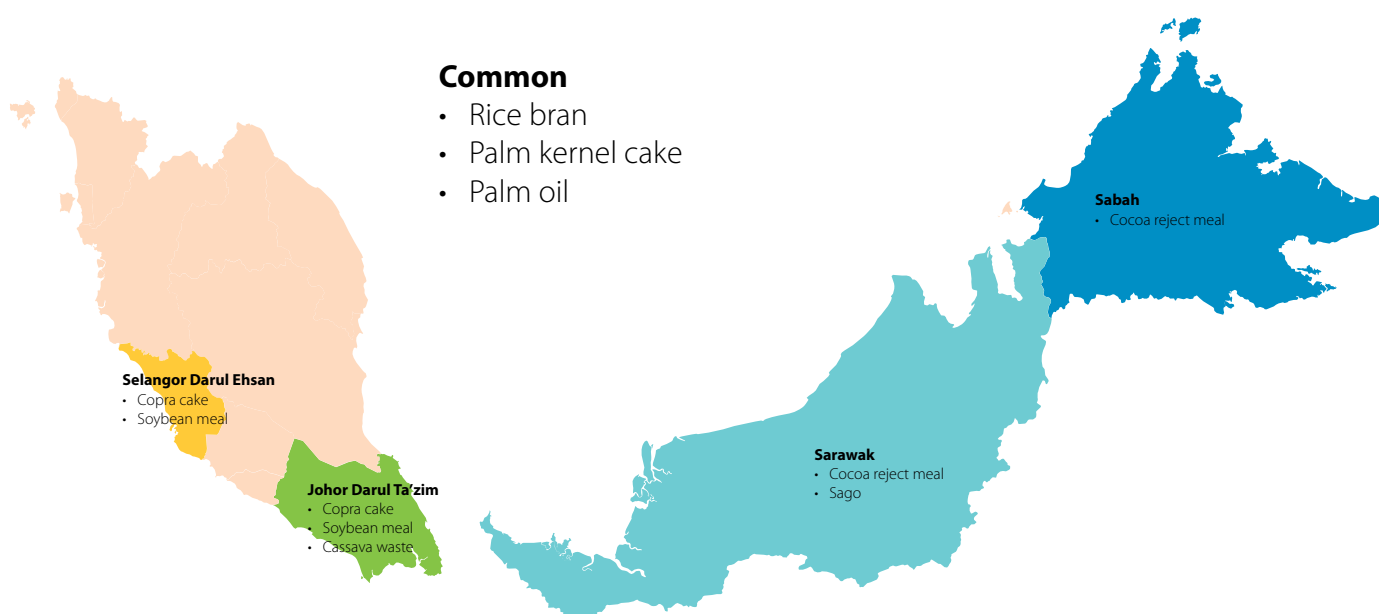 Common
• Rice bran
• Palm kernel cake
• Palm oil
Sabah
• Cocoa reject meal
Selangor Darul Ehsan
• Copra cake
• Soybean meal
Sarawak
• Cocoa reject meal
• Sago
Johor Darul Ta’zim
• Copra cake
• Soybean meal
• Cassava waste